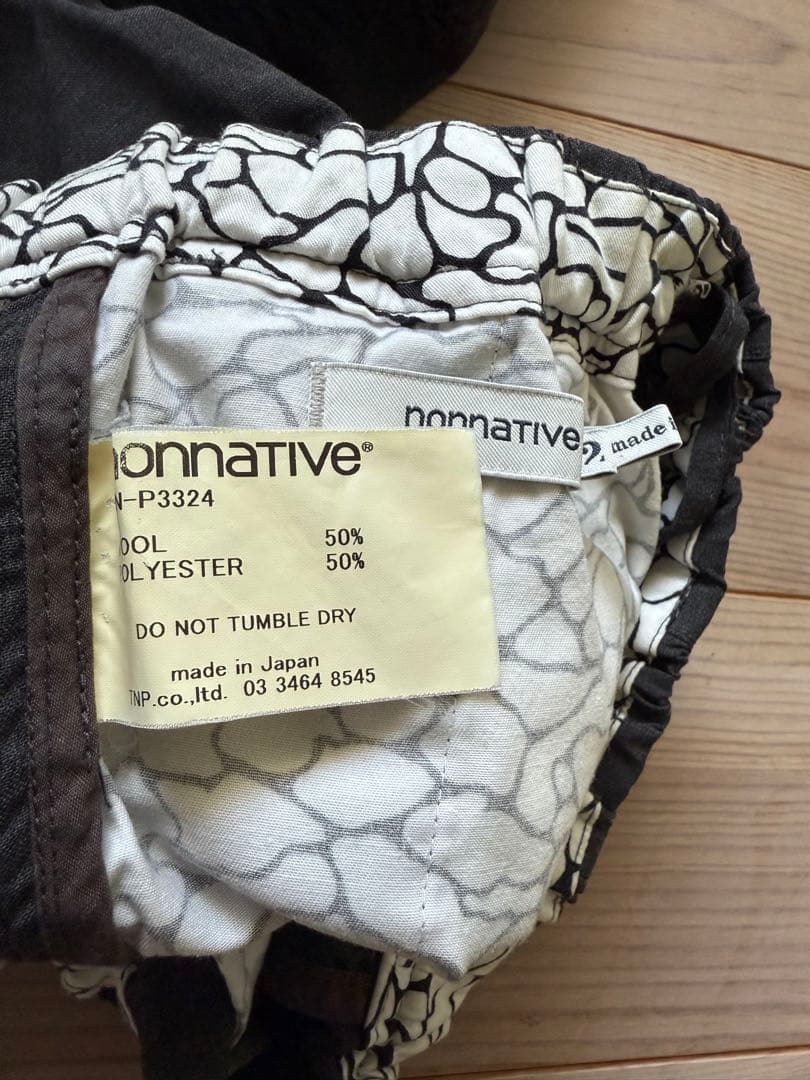 nonnative
2 made i
onnative®
N-P3324
OOL 50%
OLYESTER 50%
DO NOT TUMBLE DRY
made in Japan
TNP.co.,ltd. 03 3464 8545